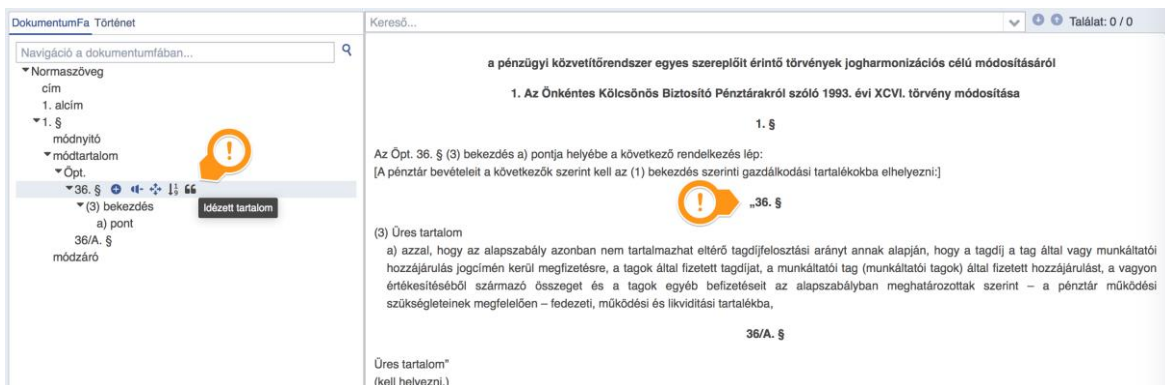 DokumentumFa Történet
Navigáció a dokumentumfában...
Normaszöveg
cím
1. alcím
1. §
módnyitó
módtartalom
Öpt.
36. §
Idézett tartalom
(3) bekezdés
a) pont
36/A. §
módzáró
Kereső...
Találat: 0 / 0
a pénzügyi közvetítőrendszer egyes szereplőit érintő törvények jogharmonizációs célú módosításáról
1. Az Önkéntes Kölcsönös Biztosító Pénztárakról szóló 1993. évi XCVI. törvény módosítása
1. §
Az Öpt. 36. § (3) bekezdés a) pontja helyébe a következő rendelkezés lép:
[A pénztár bevételeit a következők szerint kell az (1) bekezdés szerinti gazdálkodási tartalékokba elhelyezni:]
„36. §
(3) Üres tartalom
a) azzal, hogy az alapszabály azonban nem tartalmazhat eltérő tagdíjfelosztási arányt annak alapján, hogy a tagdíj a tag által vagy munkáltatói
hozzájárulás jogcímén kerül megfizetésre, a tagok által fizetett tagdíjat, a munkáltatói tag (munkáltatói tagok) által fizetett hozzájárulást, a vagyon
értékesítéséből származó összeget és a tagok egyéb befizetéseit az alapszabályban meghatározottak szerint – a pénztár működési
szükségleteinek megfelelően – fedezeti, működési és likviditási tartalékba,
36/A. §
Üres tartalom”
(kell helyezni.)